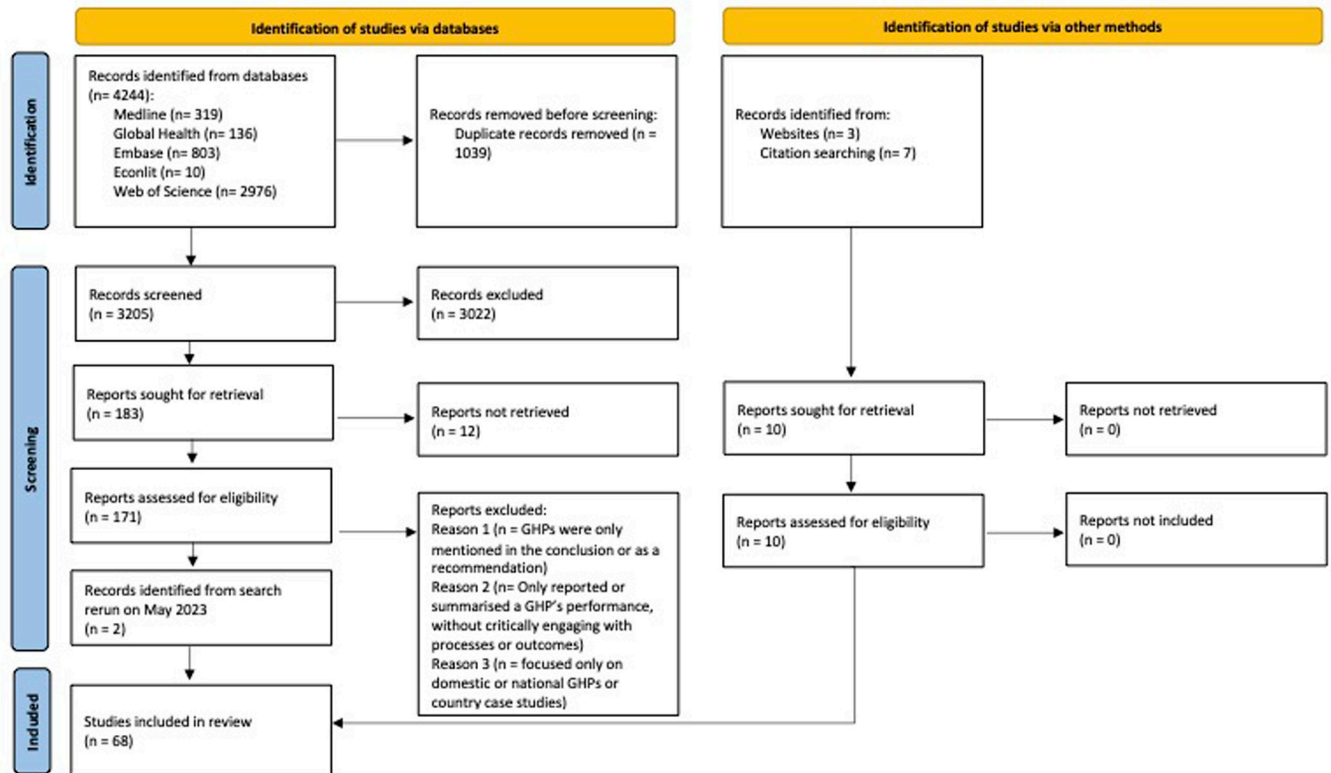 Identification of studies via databases
Identification of studies via other methods
Identification
Records identified from databases
(n= 4244):
Medline (n= 319)
Global Health (n= 136)
Embase (n= 803)
Econlit (n= 10)
Web of Science (n= 2976)
Records removed before screening:
Duplicate records removed (n =
1039)
Records identified from:
Websites (n= 3)
Citation searching (n= 7)
Screening
Records screened
(n = 3205)
Records excluded
(n = 3022)
Reports sought for retrieval
(n = 183)
Reports not retrieved
(n = 12)
Reports sought for retrieval
(n = 10)
Reports not retrieved
(n = 0)
Reports assessed for eligibility
(n = 171)
Reports excluded:
Reason 1 (n = GHPs were only
mentioned in the conclusion or as a
recommendation)
Reason 2 (n= Only reported or
summarised a GHP's performance,
without critically engaging with
processes or outcomes)
Reason 3 (n = focused only on
domestic or national GHPs or
country case studies)
Reports assessed for eligibility
(n = 10)
Reports not included
(n = 0)
Records identified from search
rerun on May 2023
(n = 2)
Included
Studies included in review
(n = 68)